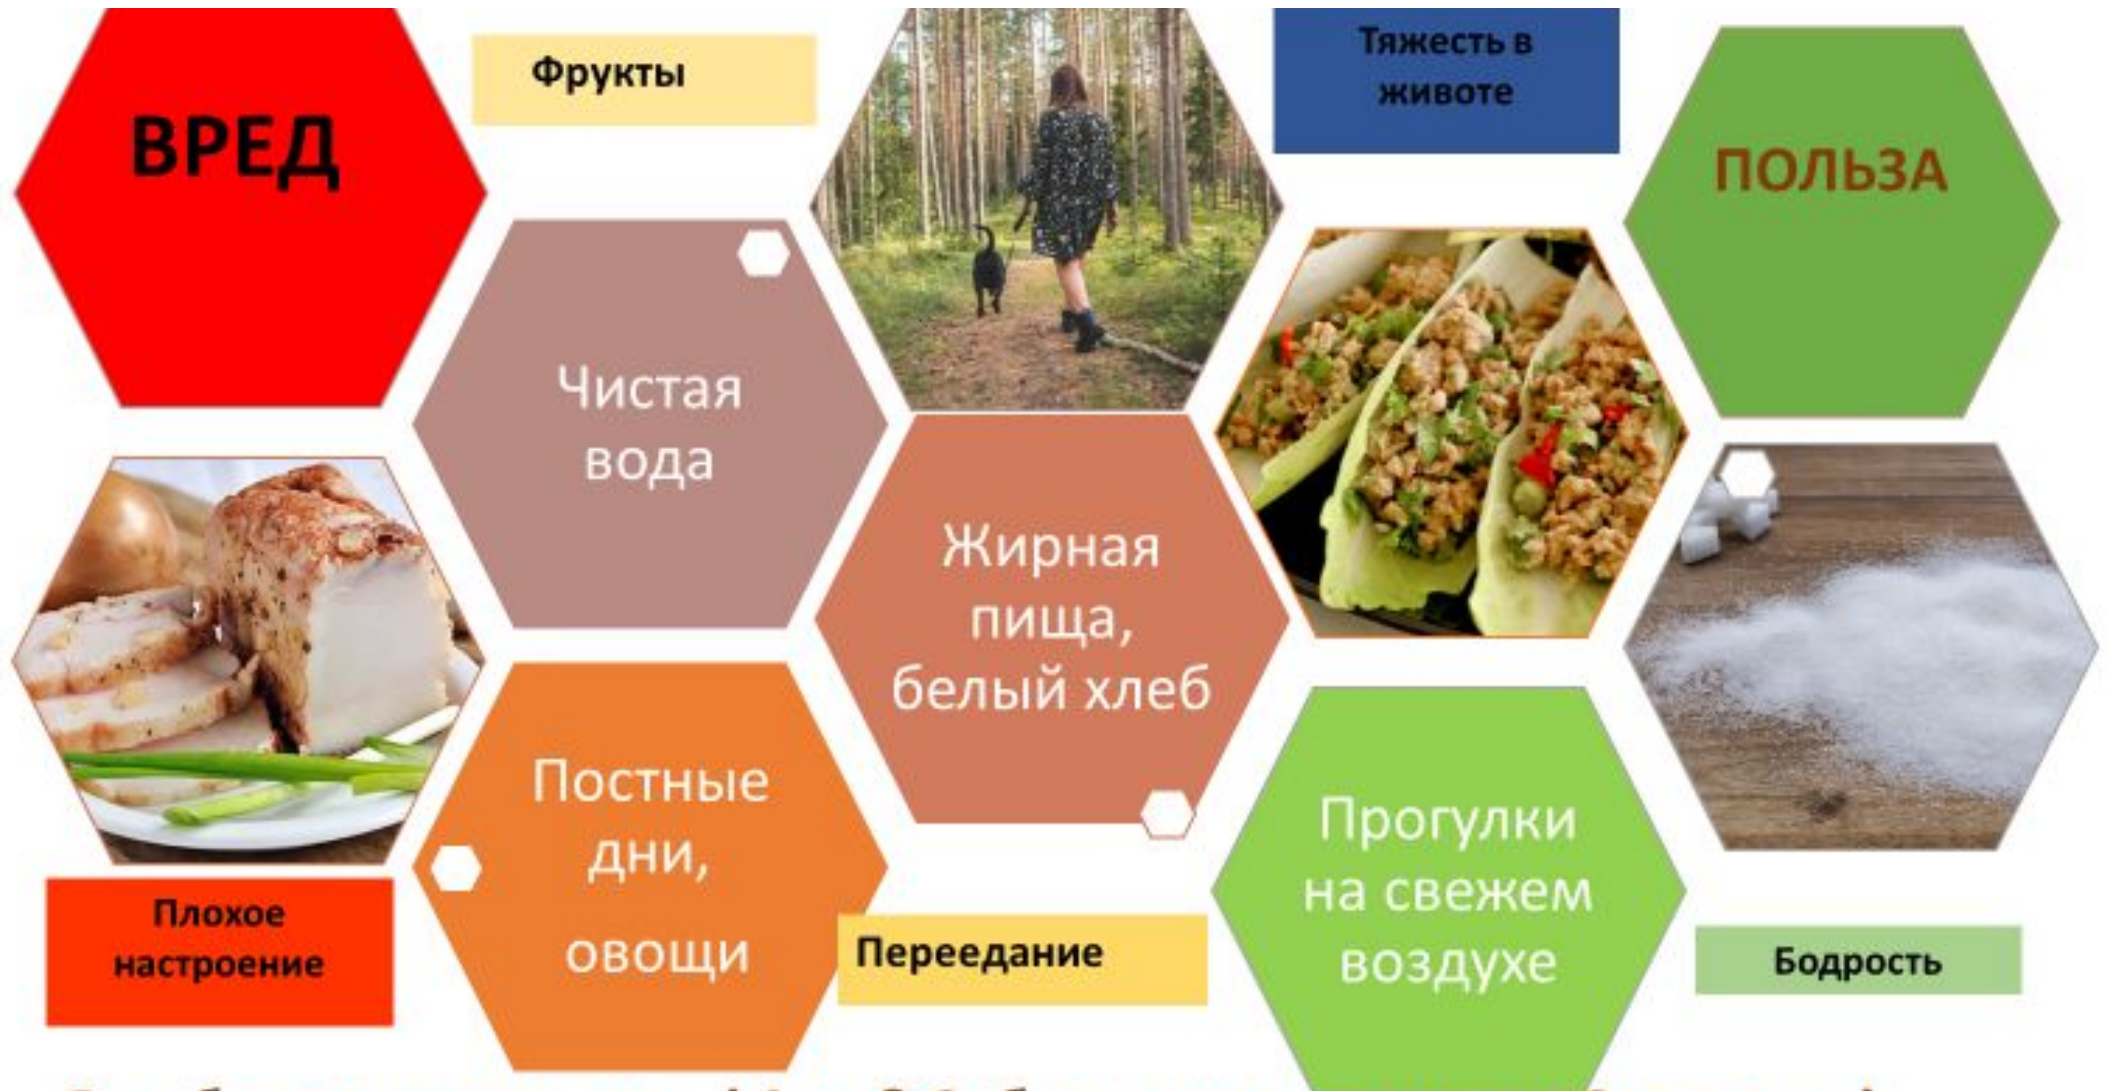 ВРЕД
Фрукты
Тяжесть в
животе
ПОЛЬЗА
Чистая
вода
Жирная
пища,
белый хлеб
Постные
дни,
овощи
Прогулки
на свежем
воздухе
Плохое
настроение
Переедание
Бодрость